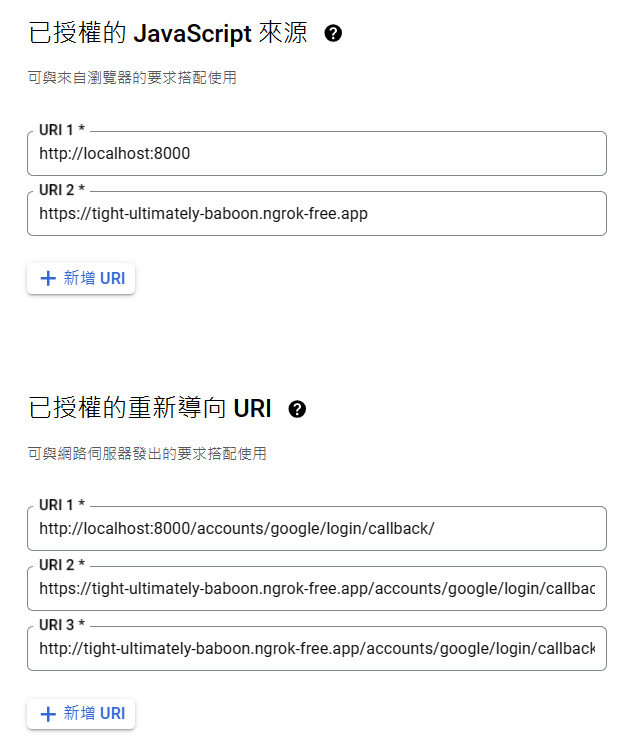 已授權的 JavaScript 來源
可與來自瀏覽器的要求搭配使用
URI 1 *
http://localhost:8000
URI 2 *
https://tight-ultimately-baboon.ngrok-free.app
新增 URI
已授權的重新導向 URI
可與網路伺服器發出的要求搭配使用
URI 1 *
http://localhost:8000/accounts/google/login/callback/
URI 2 *
https://tight-ultimately-baboon.ngrok-free.app/accounts/google/login/callbac
URI 3 *
http://tight-ultimately-baboon.ngrok-free.app/accounts/google/login/callback
新增 URI